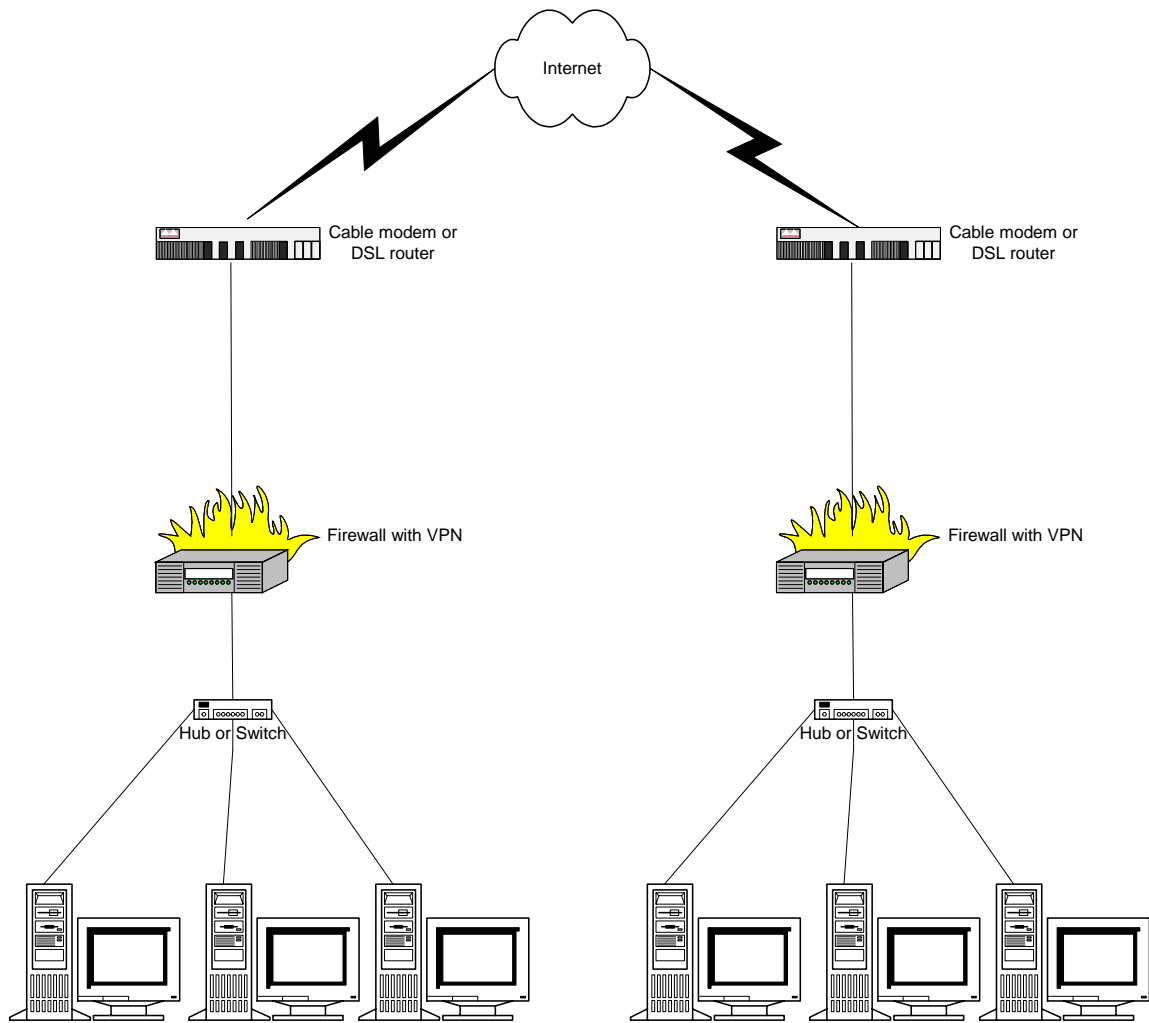 Internet
Cable modem or
DSL router
Cable modem or
DSL router
Firewall with VPN
Firewall with VPN
Hub or Switch
Hub or Switch